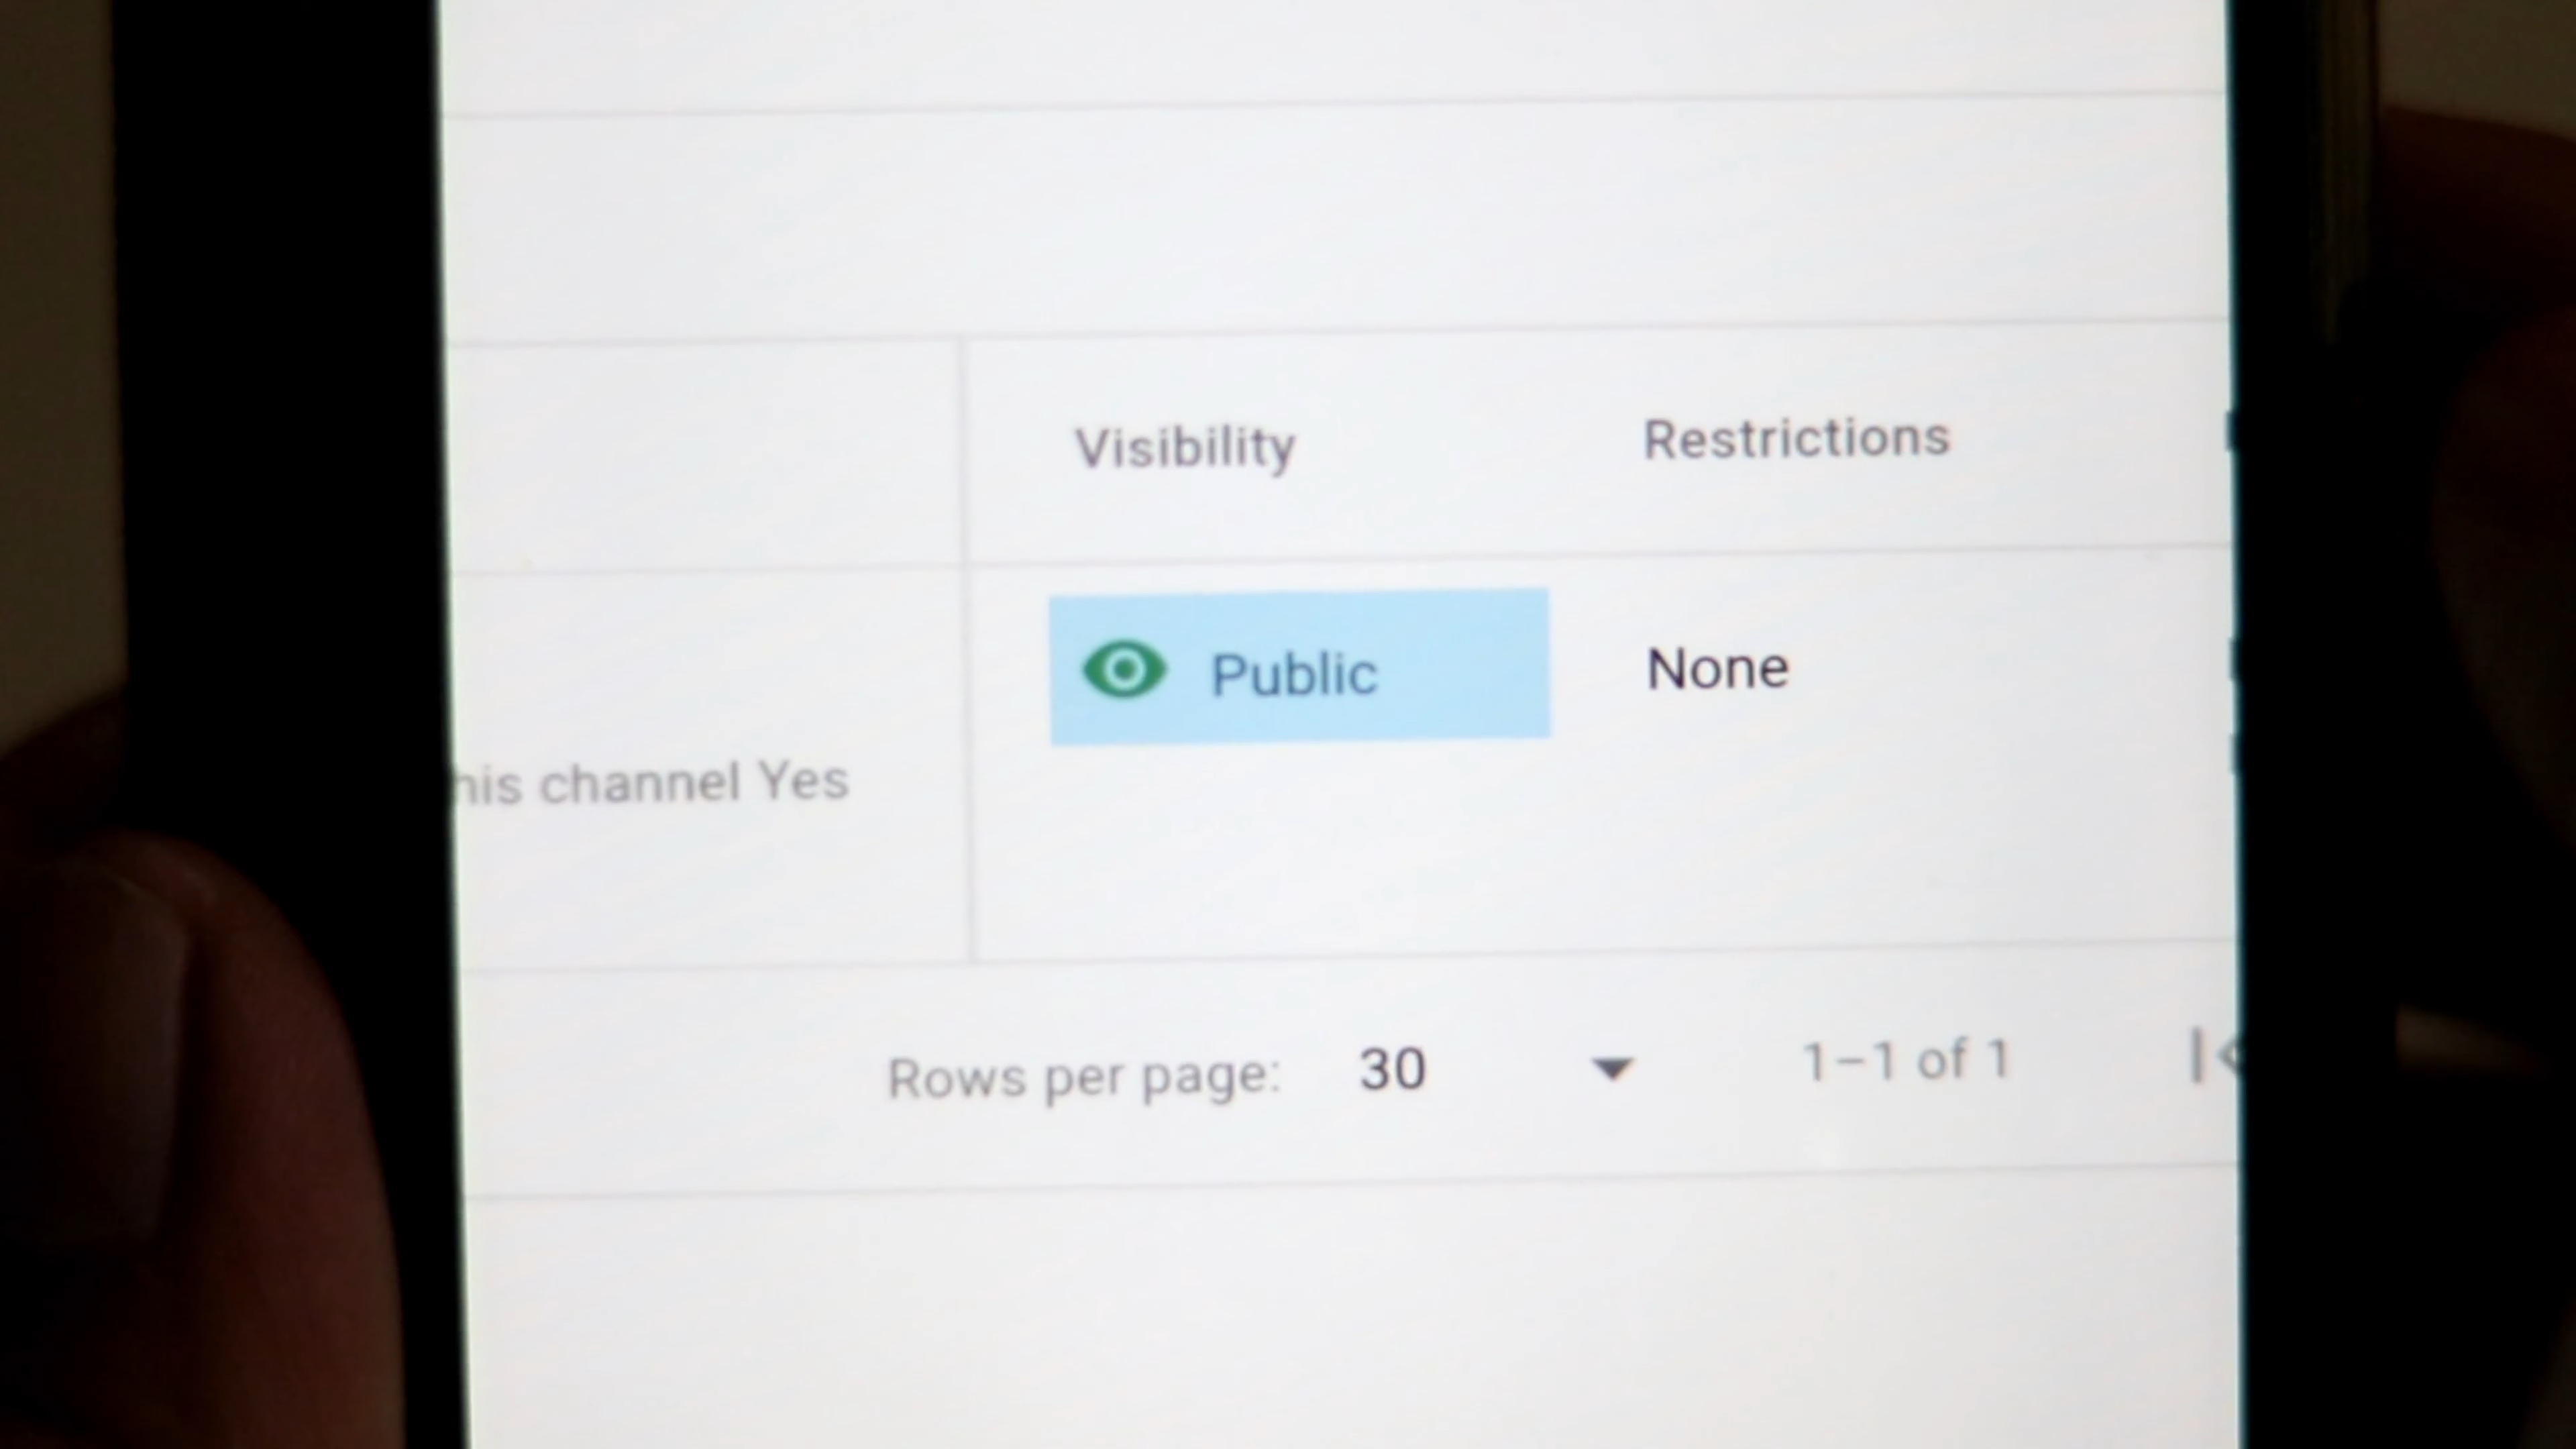 Visibility Restrictions
Public None
his channel Yes
Rows per page: 30 1–1 of 1